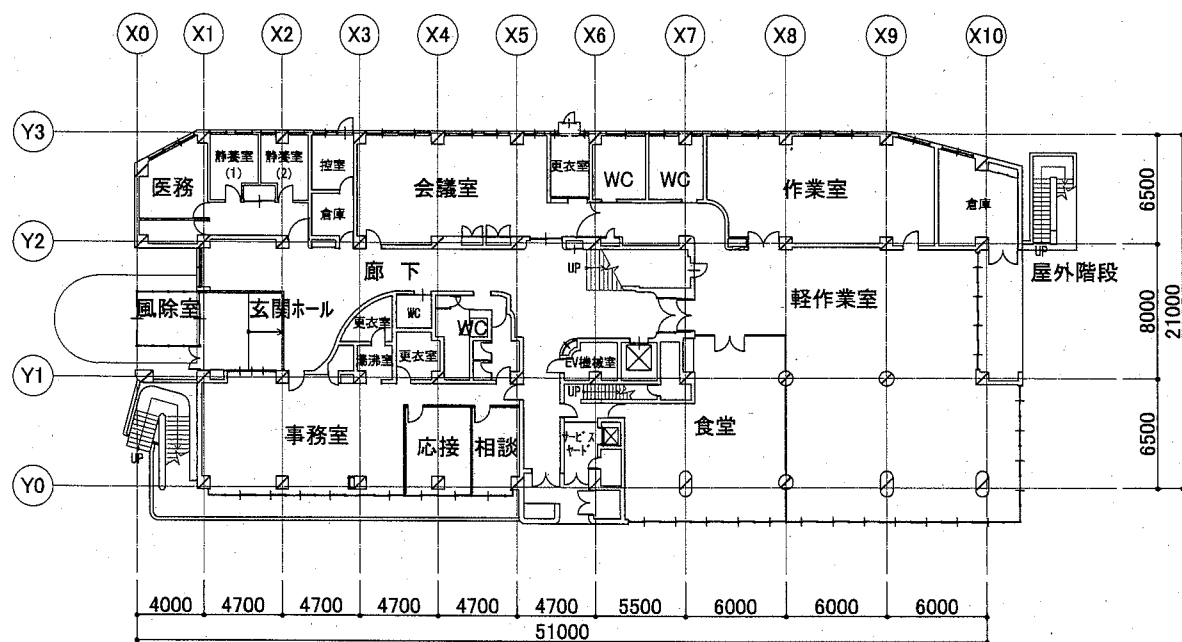 X0 X1 X2 X3 X4 X5 X6 X7 X8 X9 X10
Y3
静養室
(1)
静養室
(2)
控室
更衣室
医務
会議室
WC
WC
作業室
倉庫
倉庫
6500
Y2
UP
UP
廊下
屋外階段
風除室
玄関ホール
軽作業室
8000
21000
更衣室
WC
WC
湯沸室
更衣室
EV機械室
Y1
UP
事務室
応接
相談
サービス
ヤード
食堂
6500
UP
Y0
4000 4700 4700 4700 4700 4700 5500 6000 6000 6000
51000